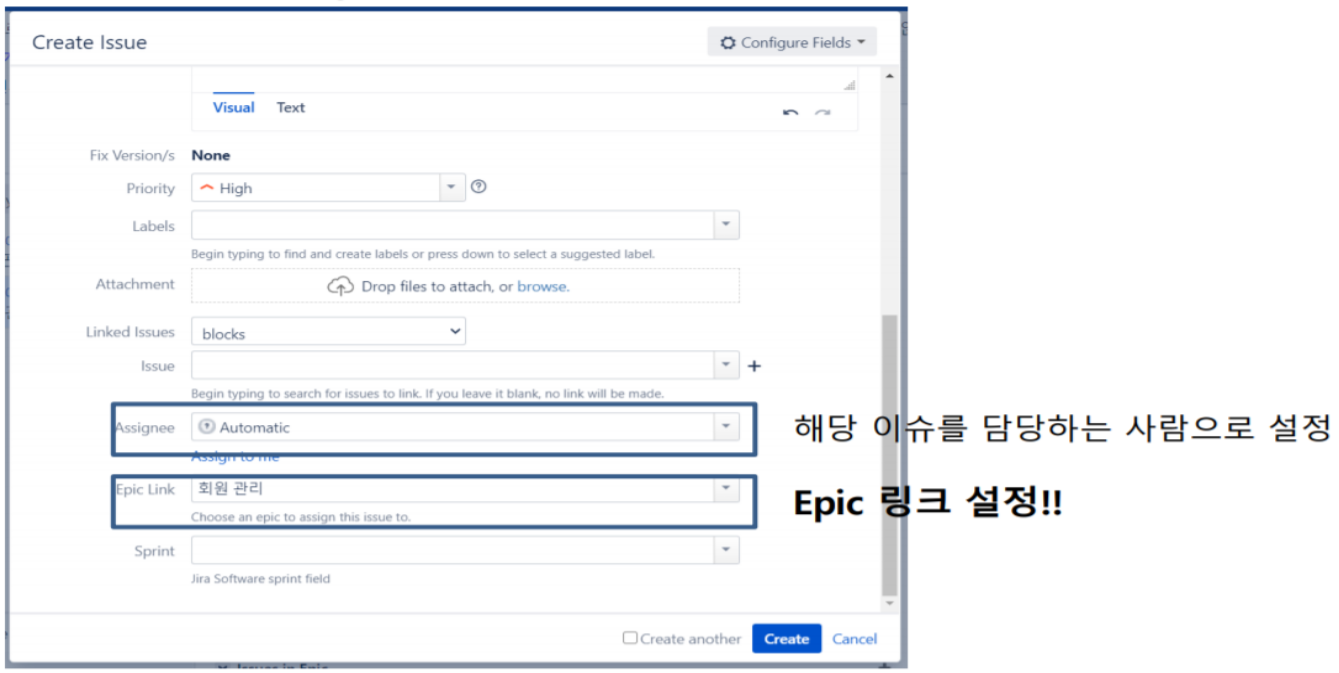 Create Issue
Configure Fields
Visual Text
Fix Version/s None
Priority High
Labels
Begin typing to find and create labels or press down to select a suggested label.
Attachment Drop files to attach, or browse.
Linked Issues blocks
Issue
Begin typing to search for issues to link. If you leave it blank, no link will be made.
Assignee Automatic
해당 이슈를 담당하는 사람으로 설정
Assign to me
Epic Link 회원 관리
Epic 링크 설정!!
Choose an epic to assign this issue to.
Sprint
Jira Software sprint field
Create another Create Cancel
Issues in Epic